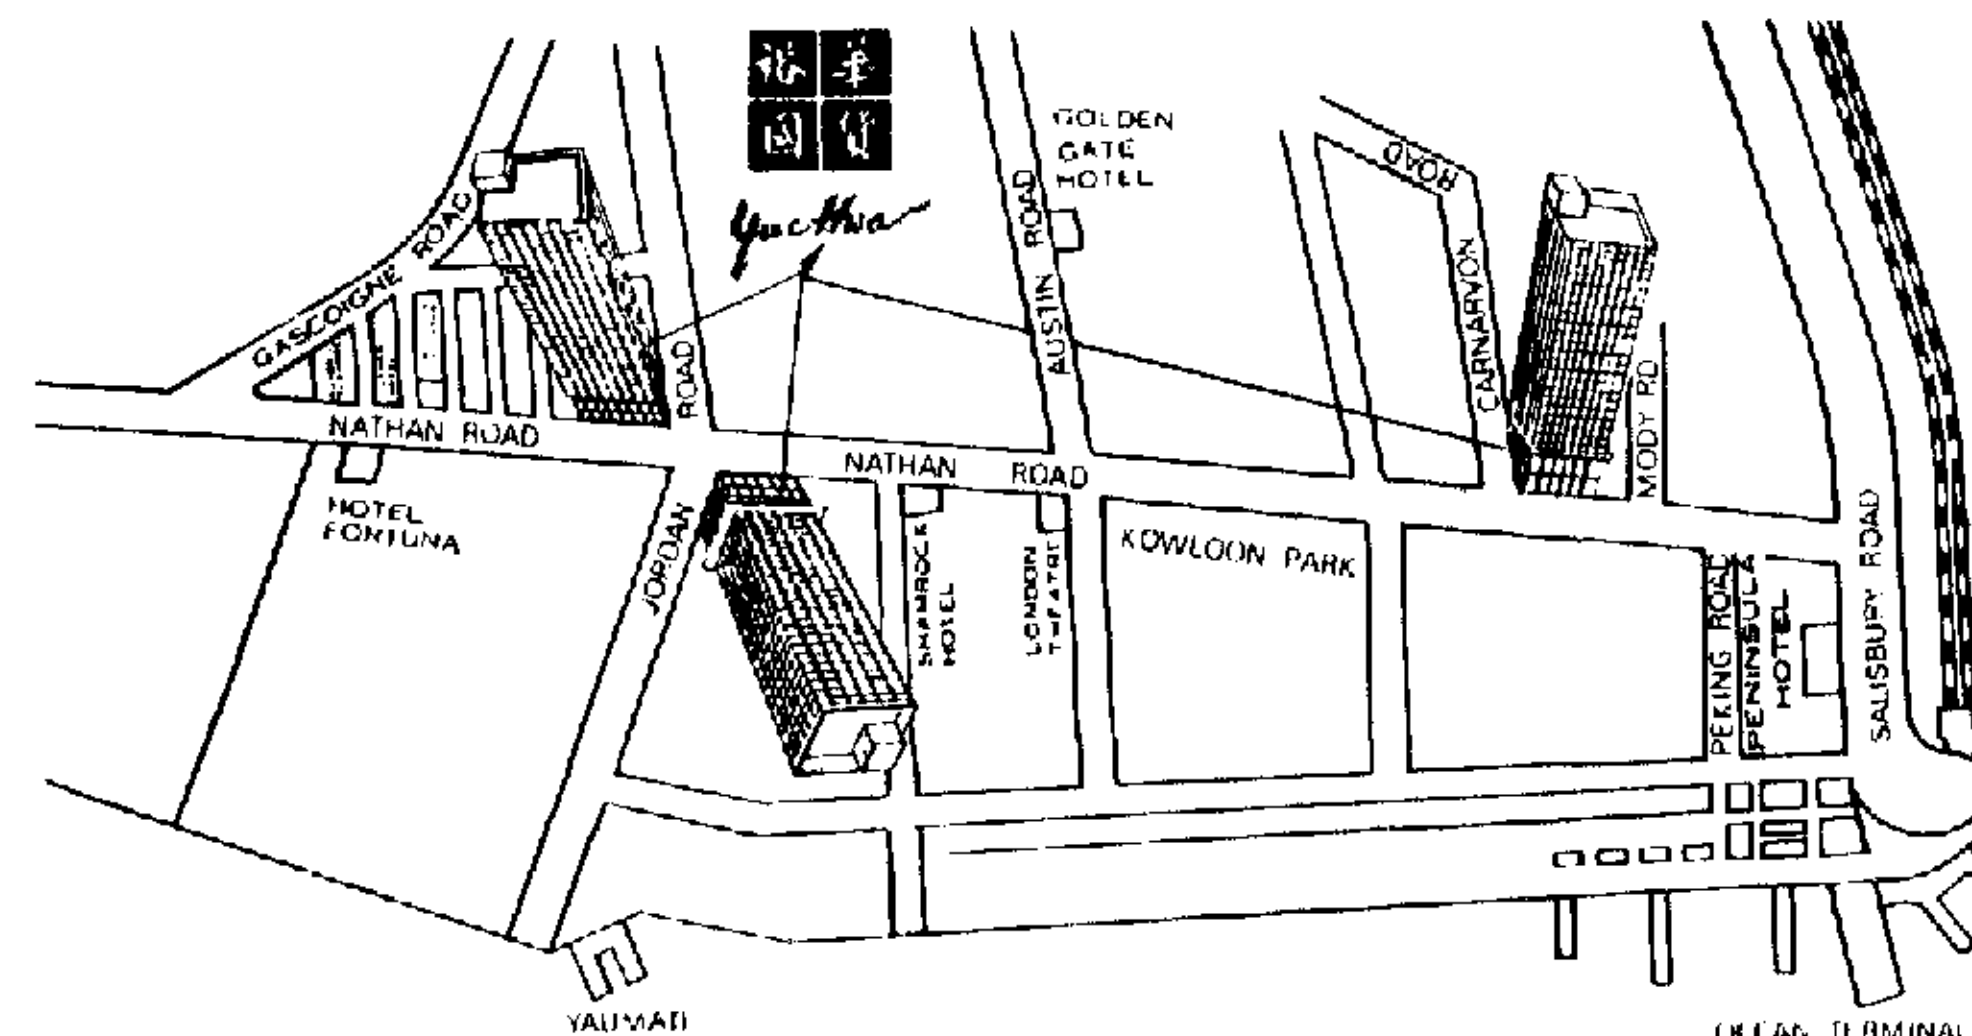 裕華
國貨
Yue Hwa
GOLDEN
GATE
HOTEL
ROAD
GASCOIGNE ROAD
AUSTIN ROAD
CARNARVON
ROAD
MODY RD
NATHAN ROAD
NATHAN ROAD
HOTEL
FORTUNA
JORDAN
SHAMROCK
HOTEL
LONDON
THEATRE
KOWLOON PARK
PEKING ROAD
PENINSULA
HOTEL
SALISBURY ROAD
YAUMATI
OCEAN TERMINAL